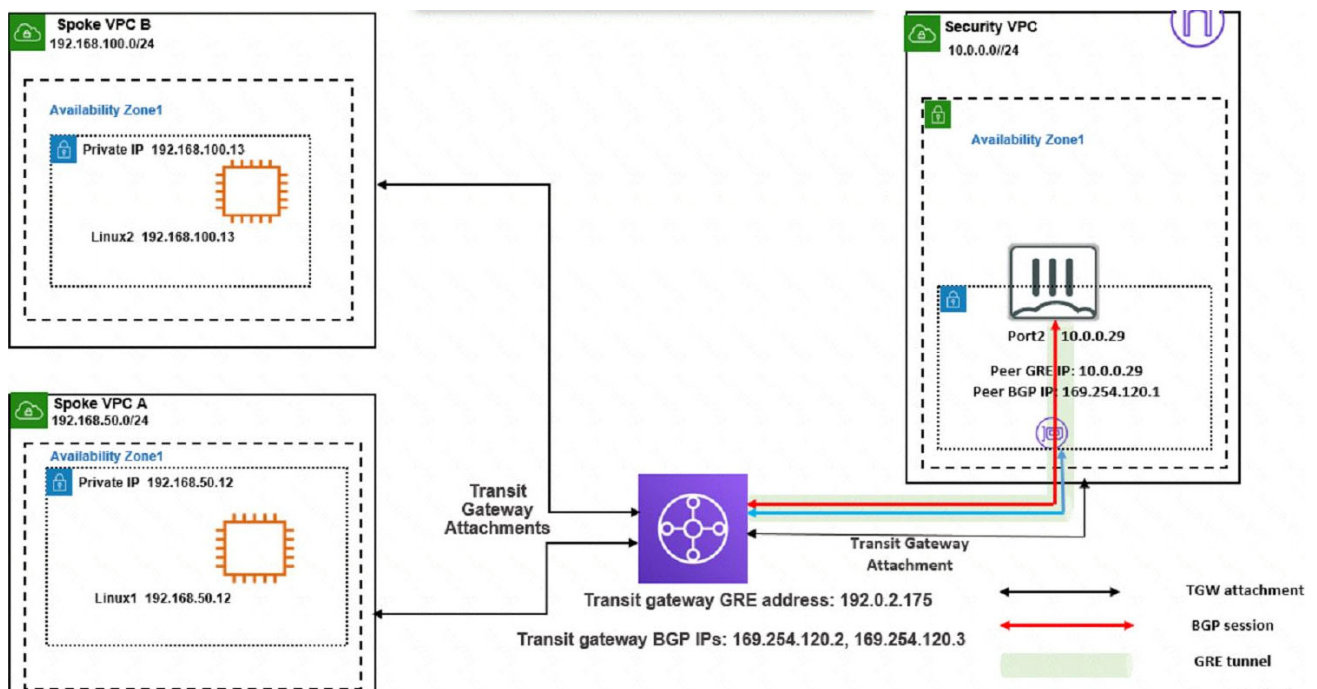 Spoke VPC B
192.168.100.0/24
Availability Zone1
Private IP 192.168.100.13
Linux2 192.168.100.13
Spoke VPC A
192.168.50.0/24
Availability Zone1
Private IP 192.168.50.12
Linux1 192.168.50.12
Transit
Gateway
Attachments
Security VPC
10.0.0.0//24
Availability Zone1
Port2 10.0.0.29
Peer GRE IP: 10.0.0.29
Peer BGP IP: 169.254.120.1
Transit Gateway
Attachment
Transit gateway GRE address: 192.0.2.175
Transit gateway BGP IPs: 169.254.120.2, 169.254.120.3
TGW attachment
BGP session
GRE tunnel